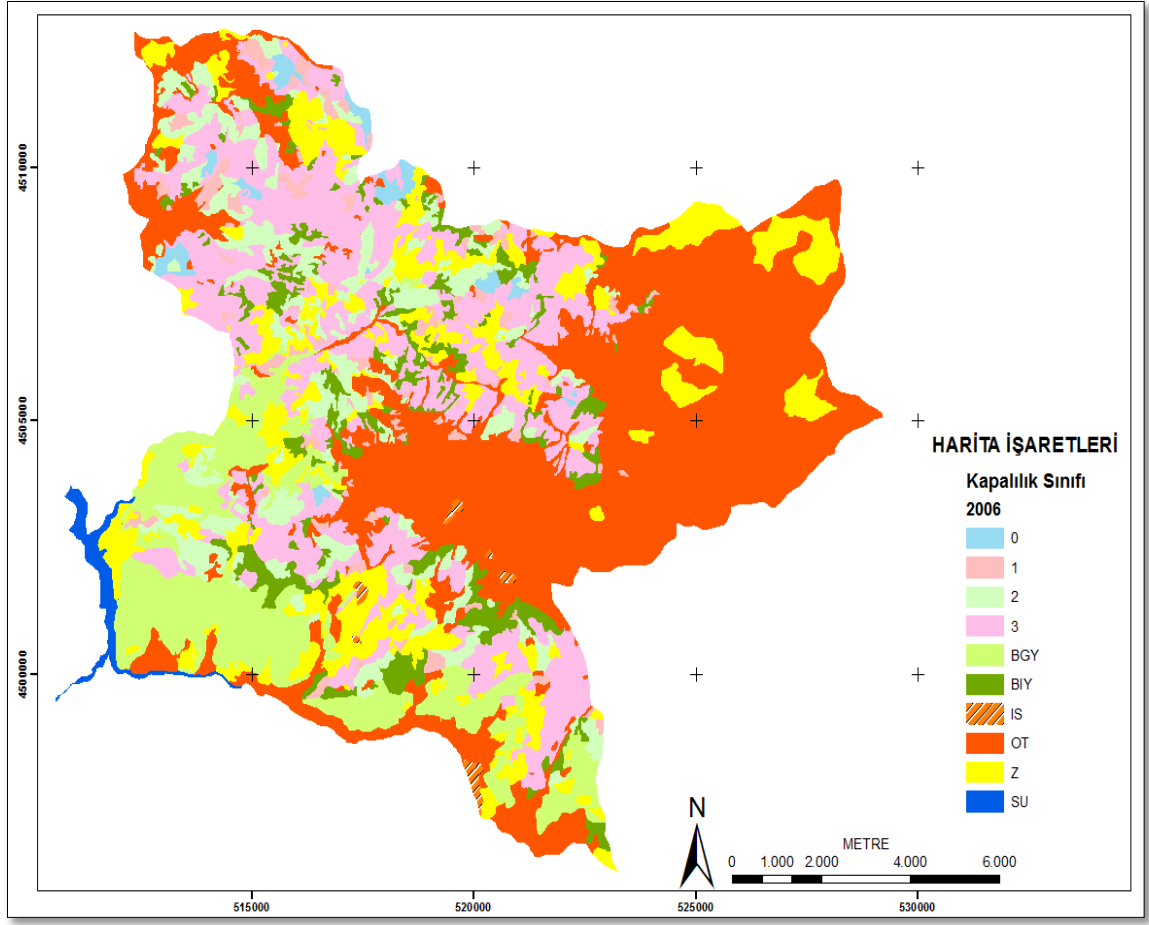 4510000
4505000
4500000
HARİTA İŞARETLERİ
Kapalılık Sınıfı
2006
0
1
2
3
BGY
BIY
IS
OT
Z
SU
N
METRE
0 1.000 2.000 4.000 6.000
515000 520000 525000 530000